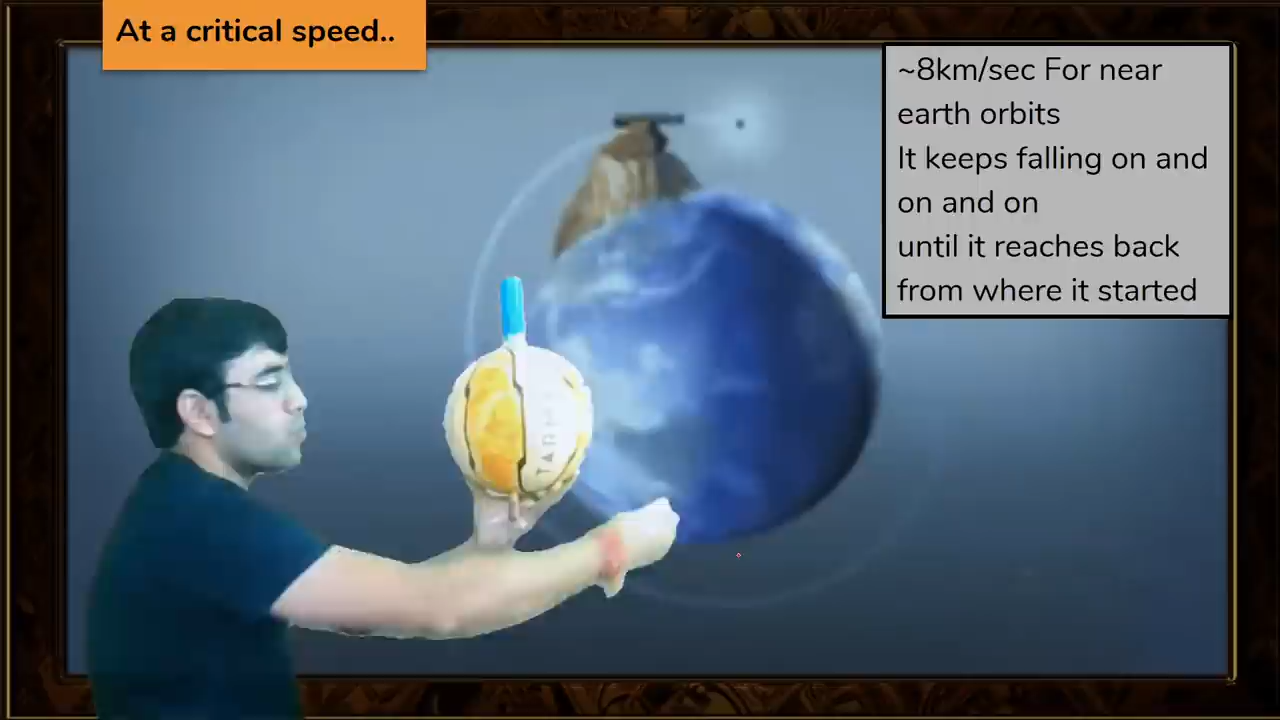 At a critical speed..
~8km/sec For near
earth orbits
It keeps falling on and
on and on
until it reaches back
from where it started